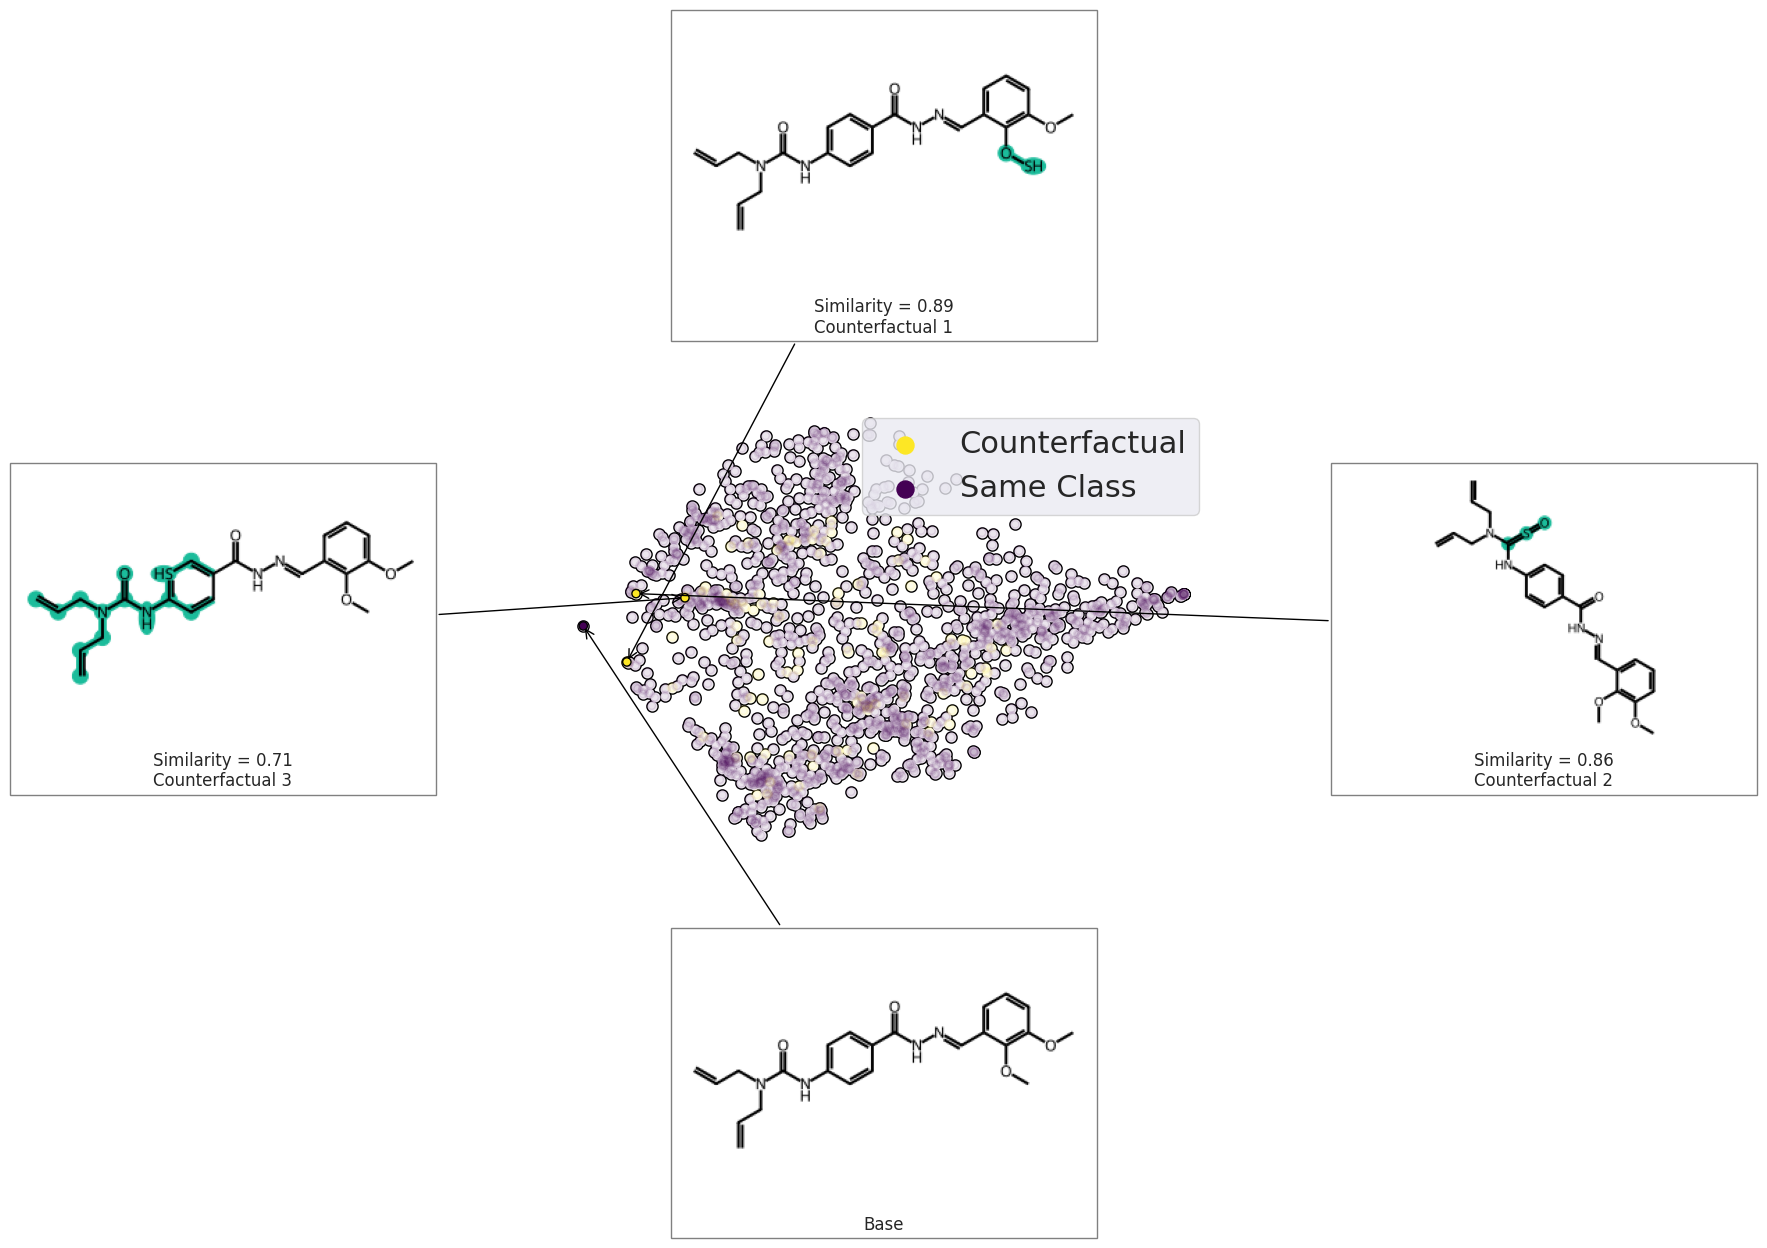 O
O
N
N
H
N
H
N
O
O
SH
Similarity = 0.89
Counterfactual 1
Counterfactual
Same Class
O
O
HS
N
N
H
N
H
N
O
O
Similarity = 0.71
Counterfactual 3
N
S
O
HN
O
HN
N
O
O
Similarity = 0.86
Counterfactual 2
O
O
N
N
H
N
H
N
O
O
Base